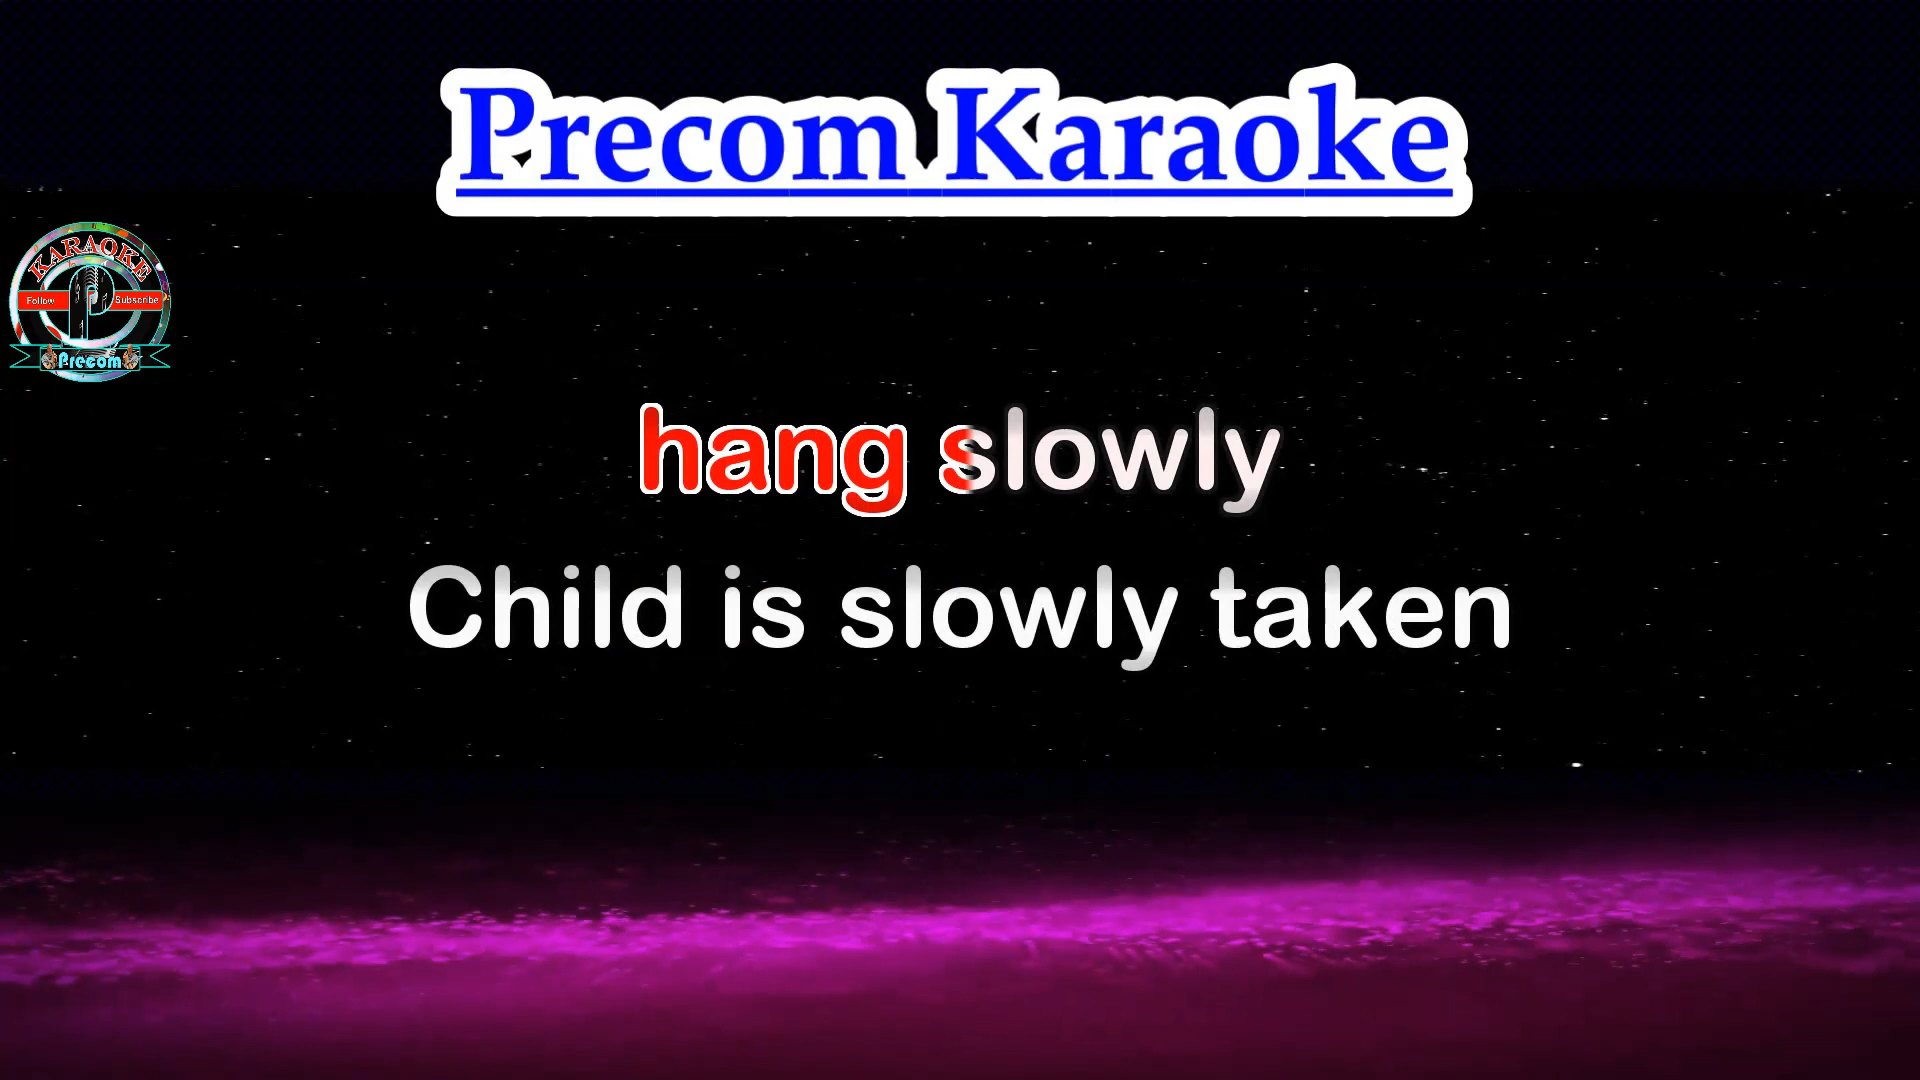 Precom Karaoke
KARAOKE
Follow
Subscribe
P
Precom
hang slowly
Child is slowly taken